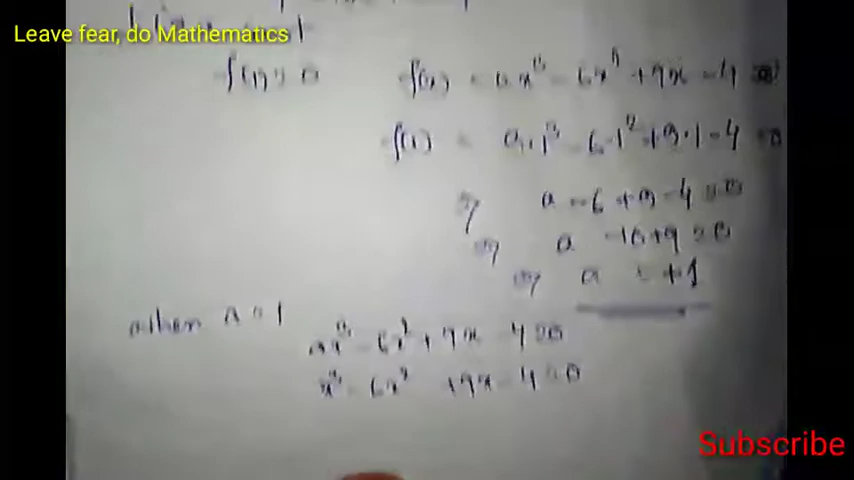 Leave fear, do Mathematics
f(1) = 0
f(x) = ax³ - 6x² + 9x - 4
f(1) = a·1³ - 6·1² + 9·1 - 4 = 0
⇒ a - 6 + 9 - 4 = 0
⇒ a - 10 + 9 = 0
⇒ a = +1
when a = 1
ax³ - 6x² + 9x - 4 = 0
x³ - 6x² + 9x - 4 = 0
Subscribe